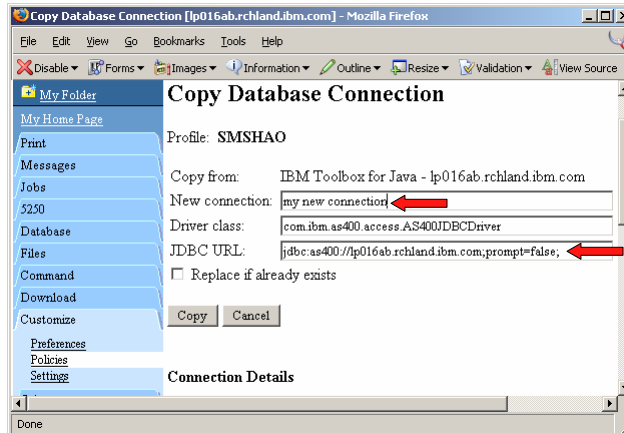 Copy Database Connection [lp016ab.rchland.ibm.com] - Mozilla Firefox
File Edit View Go Bookmarks Tools Help
Disable Forms Images Information Outline Resize Validation View Source
My Folder
My Home Page
Print
Messages
Jobs
5250
Database
Files
Command
Download
Customize
Preferences
Policies
Settings
Copy Database Connection
Profile: SMSHAO
Copy from: IBM Toolbox for Java - lp016ab.rchland.ibm.com
New connection: my new connection
Driver class: com.ibm.as400.access.AS400JDBCDriver
JDBC URL: jdbc:as400://lp016ab.rchland.ibm.com;prompt=false;
Replace if already exists
Copy Cancel
Connection Details
Done